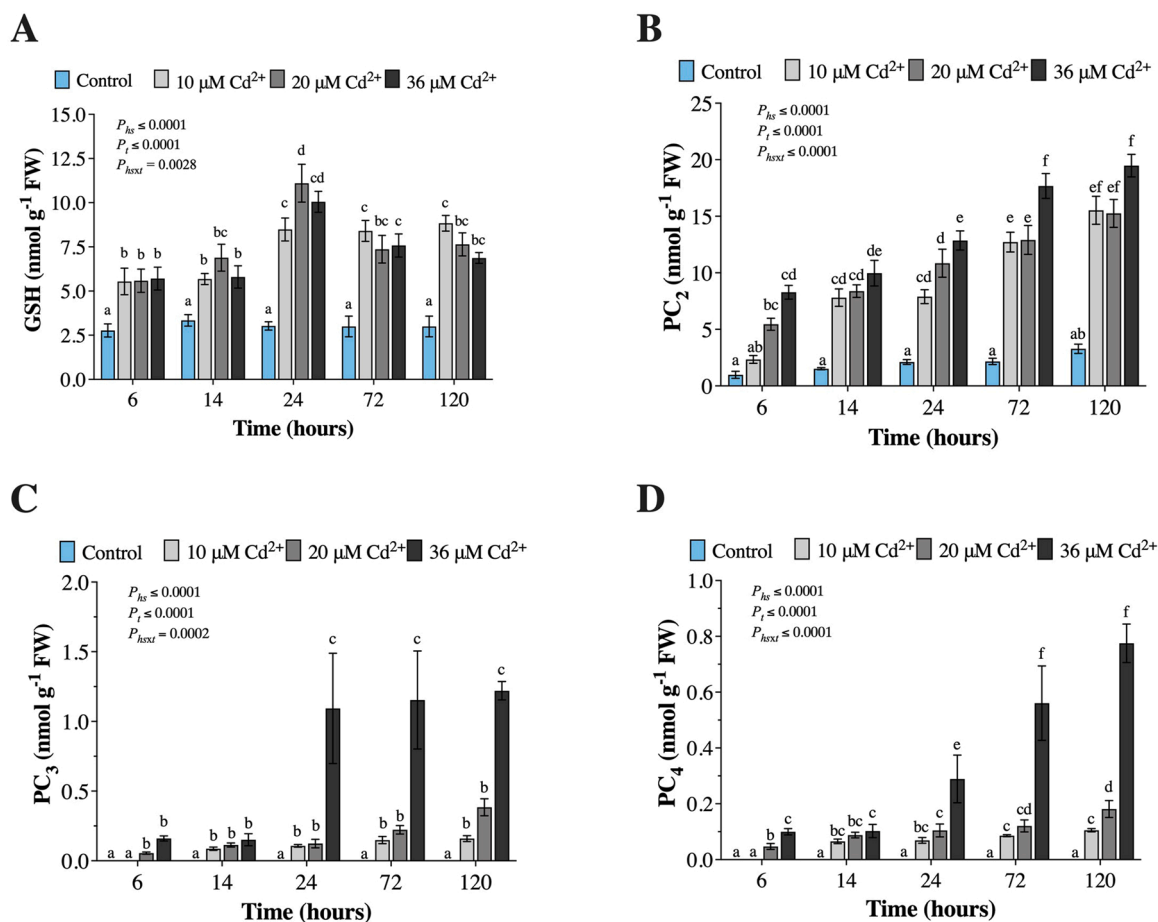 A
Control 10 μM Cd²⁺ 20 μM Cd²⁺ 36 μM Cd²⁺
GSH (nmol g⁻¹ FW)
15.0
12.5
10.0
7.5
5.0
2.5
0.0
Pₕₛ ≤ 0.0001
Pₜ ≤ 0.0001
Pₕₛₓₜ = 0.0028
a b b b
a b bc b
a c d cd
a c bc c
a c bc bc
6 14 24 72 120
Time (hours)
B
Control 10 μM Cd²⁺ 20 μM Cd²⁺ 36 μM Cd²⁺
PC₂ (nmol g⁻¹ FW)
25
20
15
10
5
0
Pₕₛ ≤ 0.0001
Pₜ ≤ 0.0001
Pₕₛₓₜ ≤ 0.0001
a ab bc cd
a cd cd de
a cd d e
a e e f
ab ef ef f
6 14 24 72 120
Time (hours)
C
Control 10 μM Cd²⁺ 20 μM Cd²⁺ 36 μM Cd²⁺
PC₃ (nmol g⁻¹ FW)
2.0
1.5
1.0
0.5
0.0
Pₕₛ ≤ 0.0001
Pₜ ≤ 0.0001
Pₕₛₓₜ = 0.0002
a a b b
a b b b
a b b c
a b b c
a b b c
6 14 24 72 120
Time (hours)
D
Control 10 μM Cd²⁺ 20 μM Cd²⁺ 36 μM Cd²⁺
PC₄ (nmol g⁻¹ FW)
1.0
0.8
0.6
0.4
0.2
0.0
Pₕₛ ≤ 0.0001
Pₜ ≤ 0.0001
Pₕₛₓₜ ≤ 0.0001
a a b c
a bc bc c
a bc c e
a c cd f
a c d f
6 14 24 72 120
Time (hours)